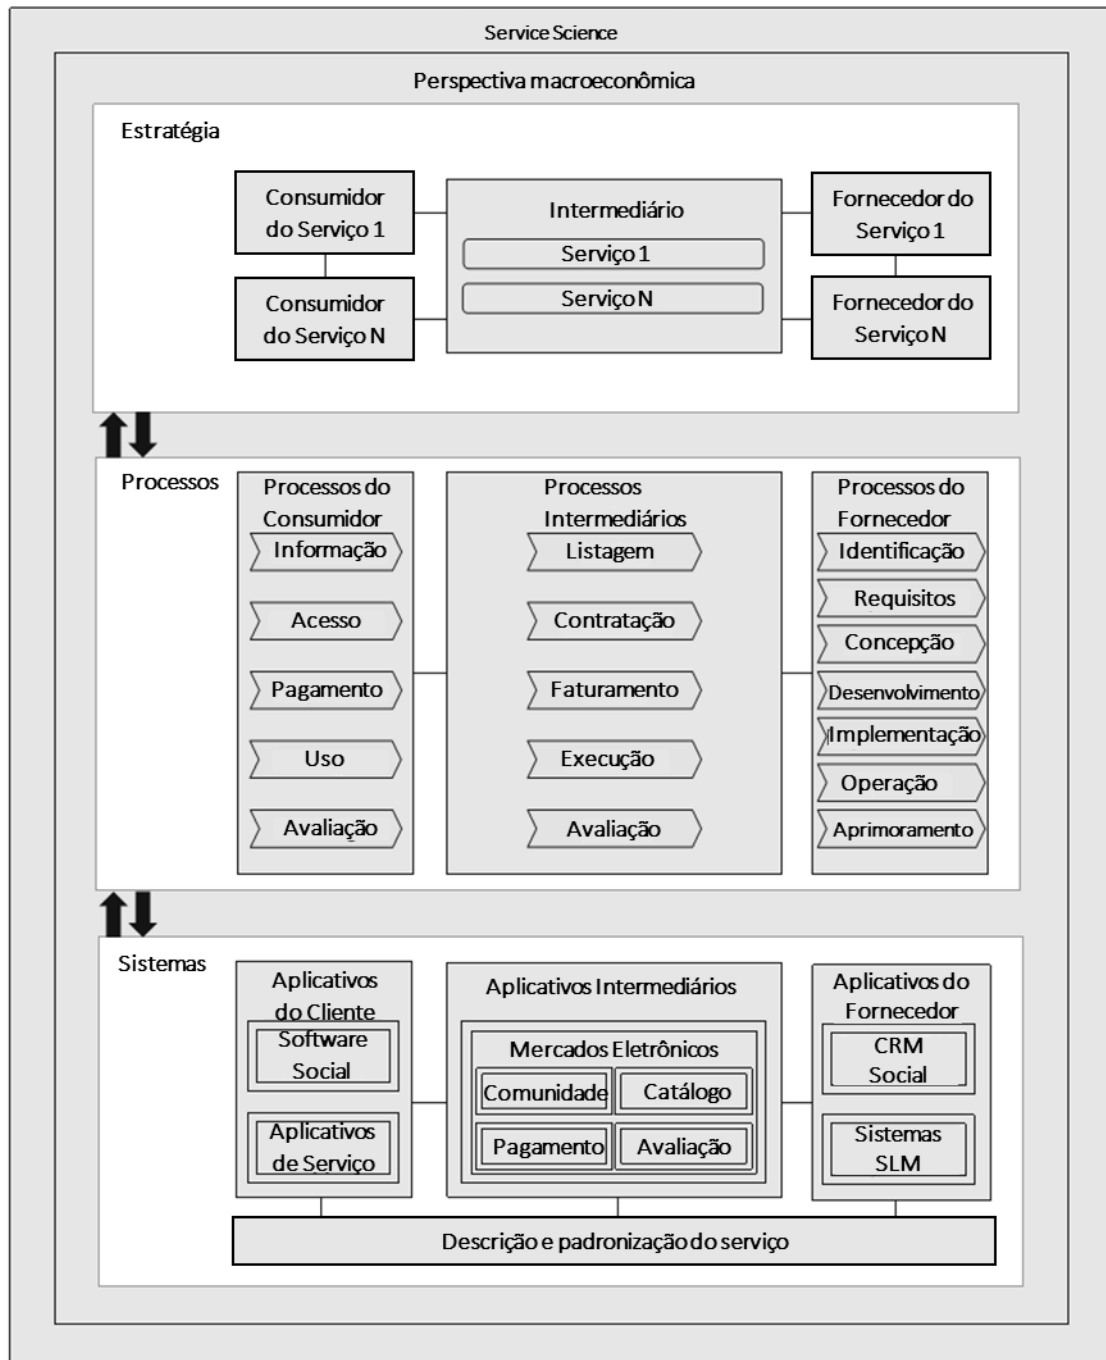 Service Science
Perspectiva macroeconômica
Estratégia
Consumidor
do Serviço 1
Consumidor
do Serviço N
Intermediário
Serviço 1
Serviço N
Fornecedor do
Serviço 1
Fornecedor do
Serviço N
Processos
Processos do
Consumidor
Informação
Acesso
Pagamento
Uso
Avaliação
Processos
Intermediários
Listagem
Contratação
Faturamento
Execução
Avaliação
Processos do
Fornecedor
Identificação
Requisitos
Concepção
Desenvolvimento
Implementação
Operação
Aprimoramento
Sistemas
Aplicativos
do Cliente
Software
Social
Aplicativos
de Serviço
Aplicativos Intermediários
Mercados Eletrônicos
Comunidade
Catálogo
Pagamento
Avaliação
Aplicativos do
Fornecedor
CRM
Social
Sistemas
SLM
Descrição e padronização do serviço